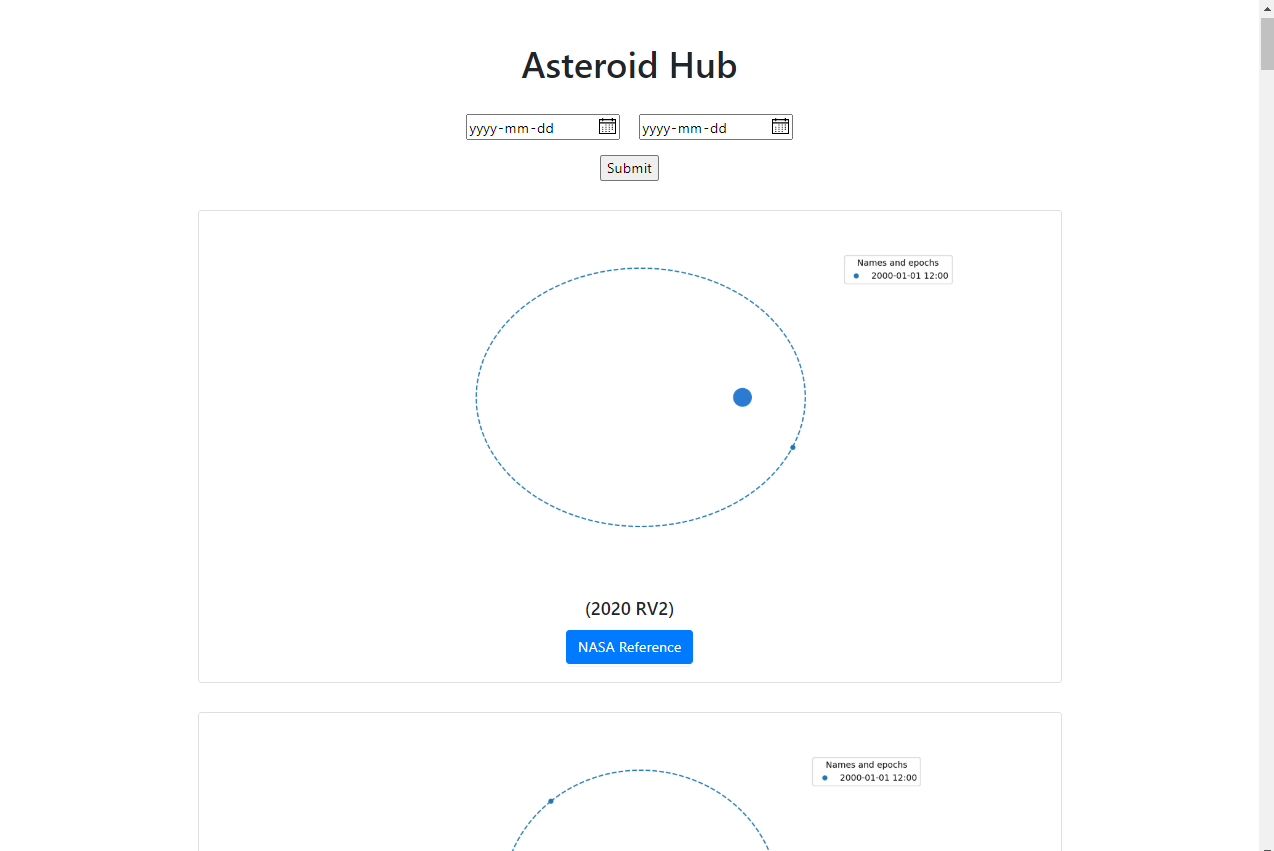 Asteroid Hub
yyyy-mm-dd yyyy-mm-dd
Submit
Names and epochs
2000-01-01 12:00
(2020 RV2)
NASA Reference
Names and epochs
2000-01-01 12:00